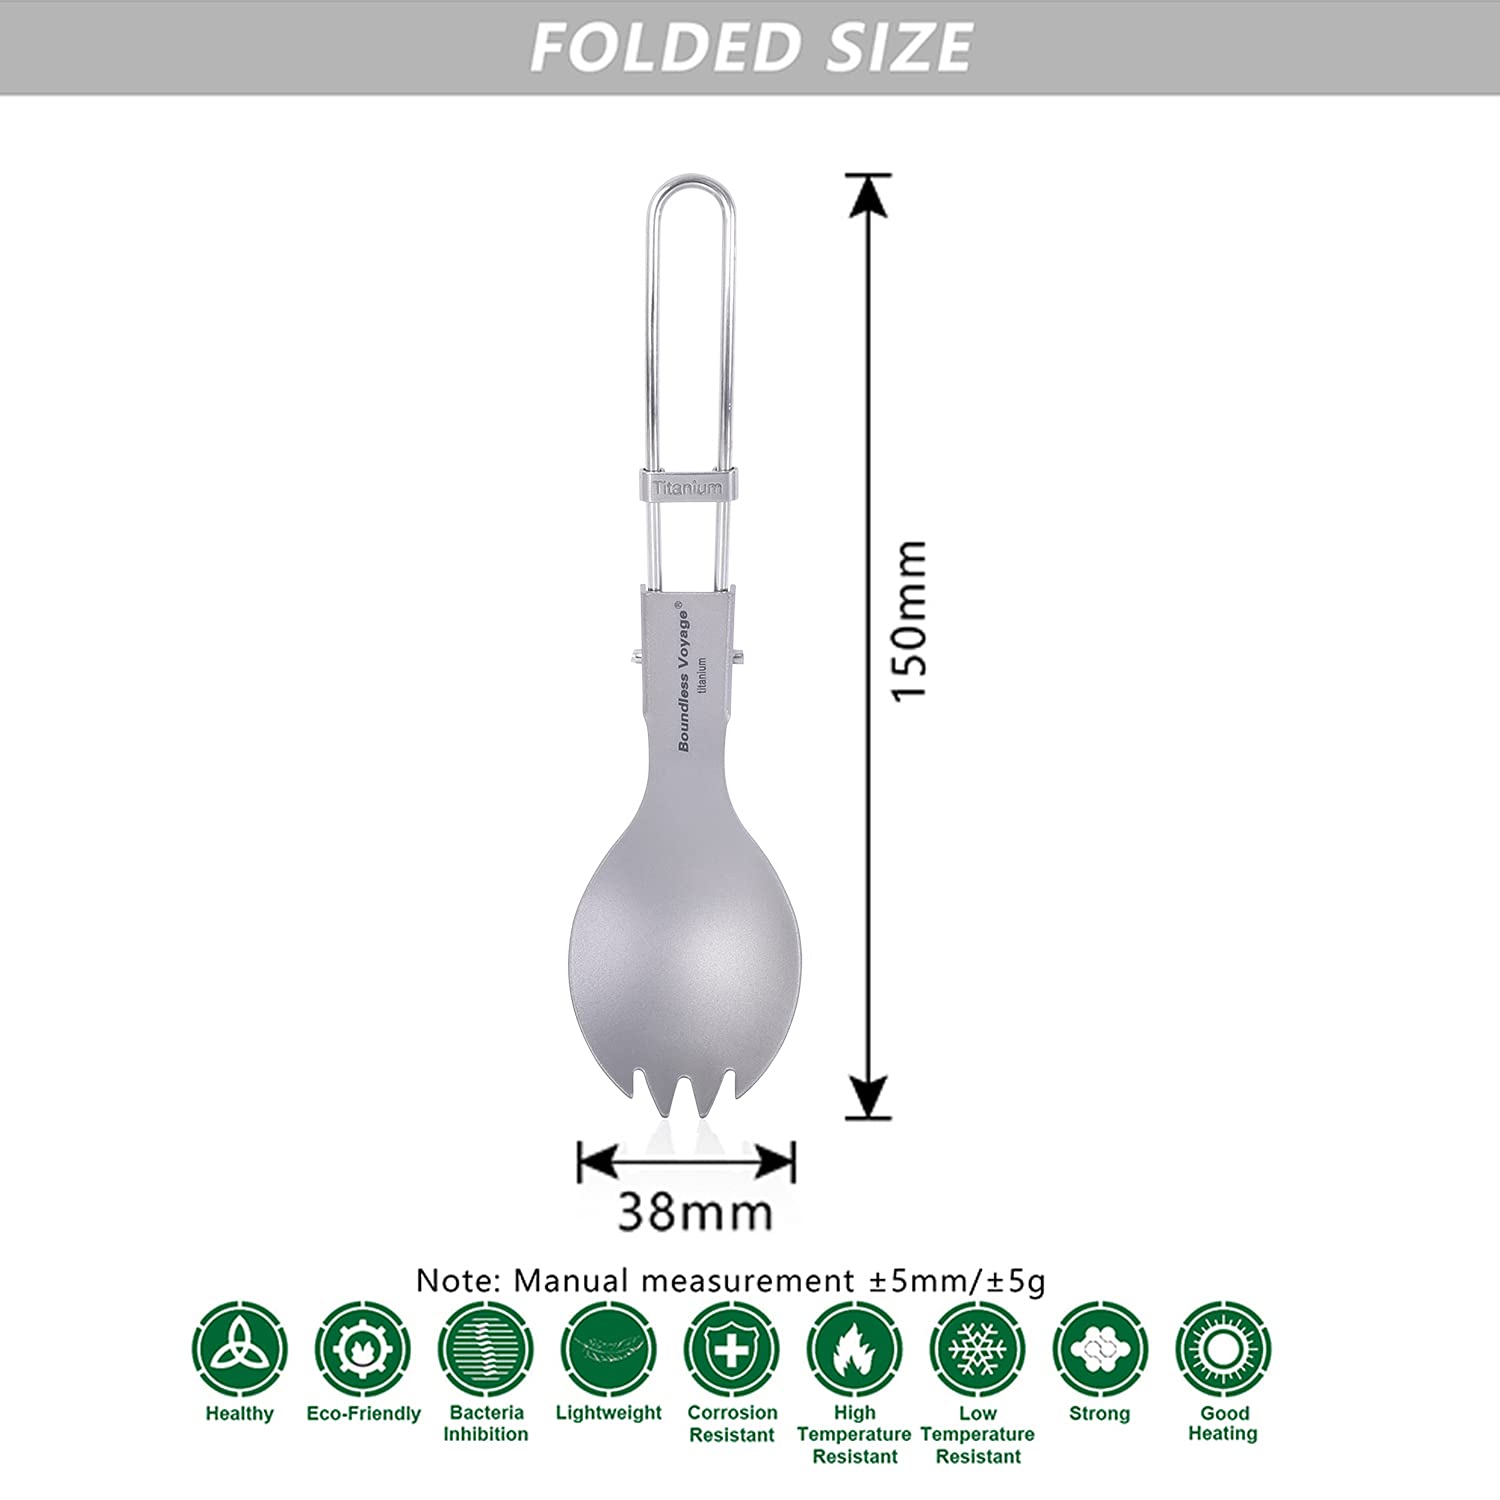 FOLDED SIZE
Titanium
Boundless Voyage®
titanium
150mm
38mm
Note: Manual measurement ±5mm/±5g
Healthy
Eco-Friendly
Bacteria
Inhibition
Lightweight
Corrosion
Resistant
High
Temperature
Resistant
Low
Temperature
Resistant
Strong
Good
Heating